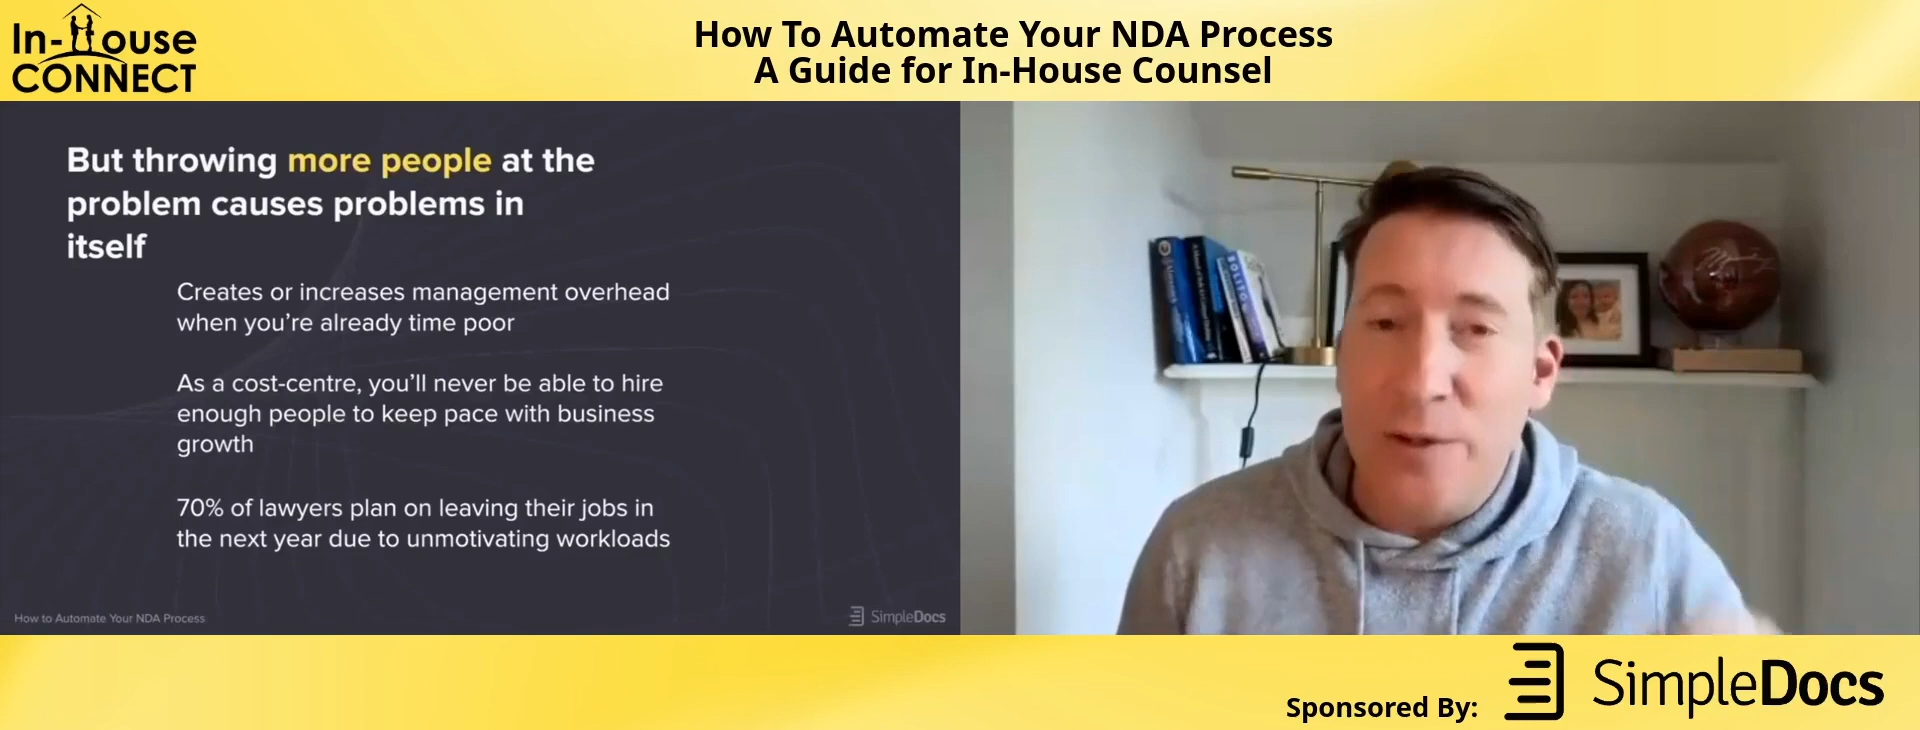 In-House
CONNECT
How To Automate Your NDA Process
A Guide for In-House Counsel
But throwing more people at the
problem causes problems in
itself
Creates or increases management overhead
when you're already time poor
As a cost-centre, you'll never be able to hire
enough people to keep pace with business
growth
70% of lawyers plan on leaving their jobs in
the next year due to unmotivating workloads
How to Automate Your NDA Process
SimpleDocs
Sponsored By:
SimpleDocs